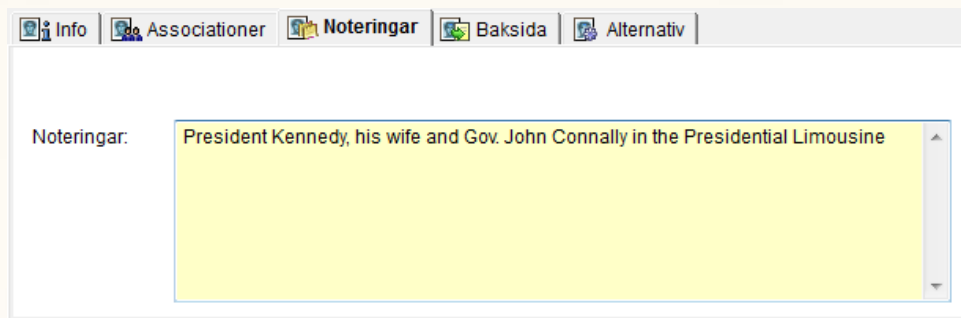 Info Associationer Noteringar Baksida Alternativ
Noteringar: President Kennedy, his wife and Gov. John Connally in the Presidential Limousine